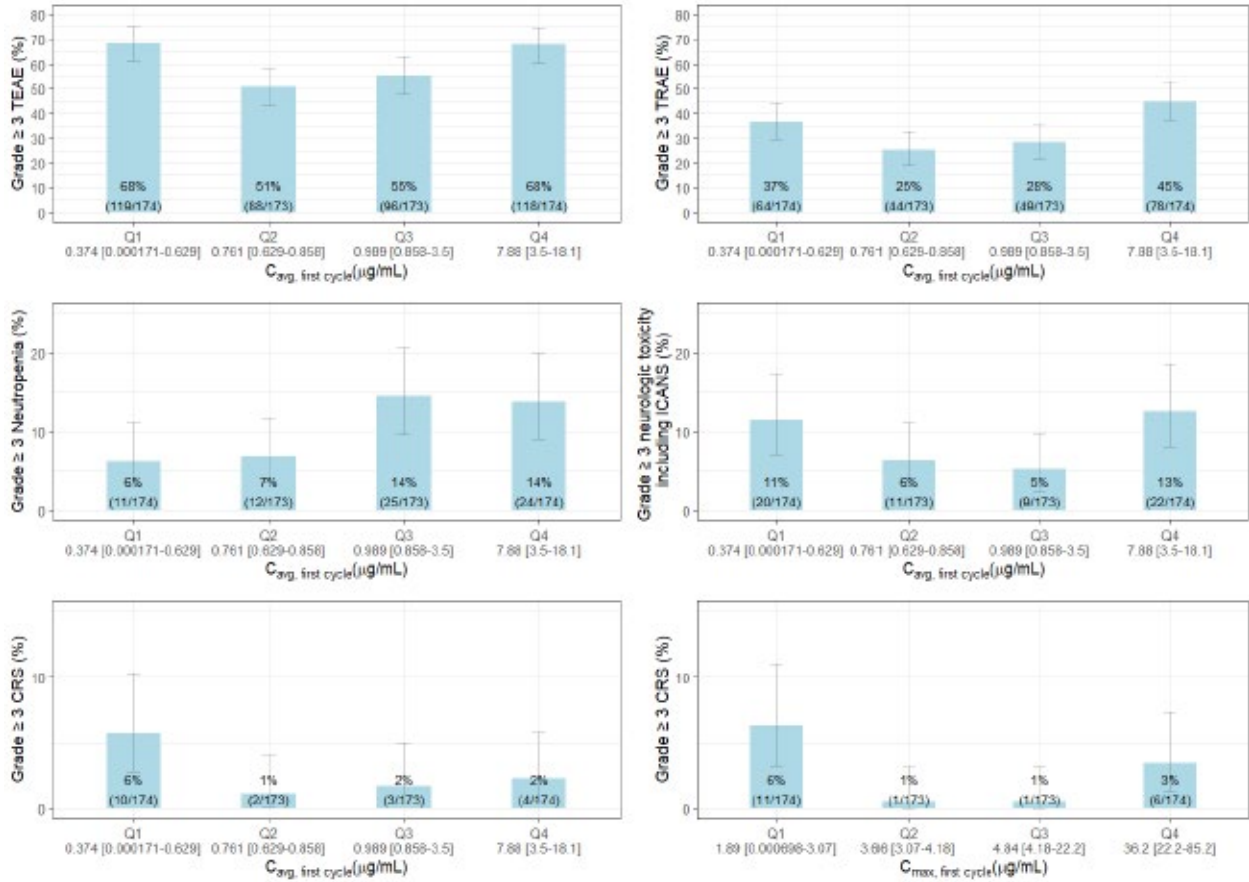 Grade ≥ 3 TEAE (%)
80
70
60
50
40
30
20
10
0
68%
(119/174)
51%
(88/173)
55%
(96/173)
68%
(118/174)
Q1
0.374 [0.000171-0.629]
Q2
0.761 [0.629-0.858]
Q3
0.989 [0.858-3.5]
Q4
7.88 [3.5-18.1]
Cavg, first cycle(μg/mL)
Grade ≥ 3 TRAE (%)
80
70
60
50
40
30
20
10
0
37%
(64/174)
25%
(44/173)
28%
(49/173)
45%
(78/174)
Q1
0.374 [0.000171-0.629]
Q2
0.761 [0.629-0.858]
Q3
0.989 [0.858-3.5]
Q4
7.88 [3.5-18.1]
Cavg, first cycle(μg/mL)
Grade ≥ 3 Neutropenia (%)
20
10
0
6%
(11/174)
7%
(12/173)
14%
(25/173)
14%
(24/174)
Q1
0.374 [0.000171-0.629]
Q2
0.761 [0.629-0.858]
Q3
0.989 [0.858-3.5]
Q4
7.88 [3.5-18.1]
Cavg, first cycle(μg/mL)
Grade ≥ 3 neurologic toxicity
including ICANS (%)
20
10
0
11%
(20/174)
6%
(11/173)
5%
(9/173)
13%
(22/174)
Q1
0.374 [0.000171-0.629]
Q2
0.761 [0.629-0.858]
Q3
0.989 [0.858-3.5]
Q4
7.88 [3.5-18.1]
Cavg, first cycle(μg/mL)
Grade ≥ 3 CRS (%)
10
0
6%
(10/174)
1%
(2/173)
2%
(3/173)
2%
(4/174)
Q1
0.374 [0.000171-0.629]
Q2
0.761 [0.629-0.858]
Q3
0.989 [0.858-3.5]
Q4
7.88 [3.5-18.1]
Cavg, first cycle(μg/mL)
Grade ≥ 3 CRS (%)
10
0
6%
(11/174)
1%
(1/173)
1%
(1/173)
3%
(6/174)
Q1
1.89 [0.000698-3.07]
Q2
[3.07-4.18]
Q3
4.84 [4.18-22.2]
Q4
36.2 [22.2-85.2]
Cmax, first cycle(μg/mL)